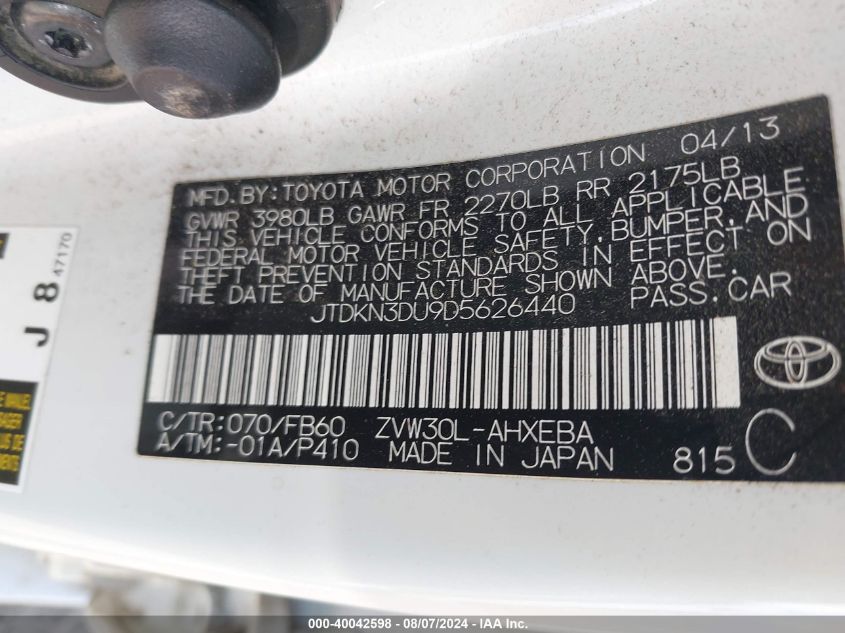 MFD.BY:TOYOTA MOTOR CORPORATION 04/13
GVWR 3980LB GAWR FR 2270LB RR 2175LB
THIS VEHICLE CONFORMS TO ALL APPLICABLE
FEDERAL MOTOR VEHICLE SAFETY,BUMPER,AND
THEFT PREVENTION STANDARDS IN EFFECT ON
THE DATE OF MANUFACTURE SHOWN ABOVE.
JTDKN3DU9D5626440 PASS.CAR
C/TR:070/FB60 ZVW30L-AHXEBA
A/TM:-01A/P410 MADE IN JAPAN 815 C
J 8 47170
MANUEL
000-40042598 - 08/07/2024 - IAA Inc.